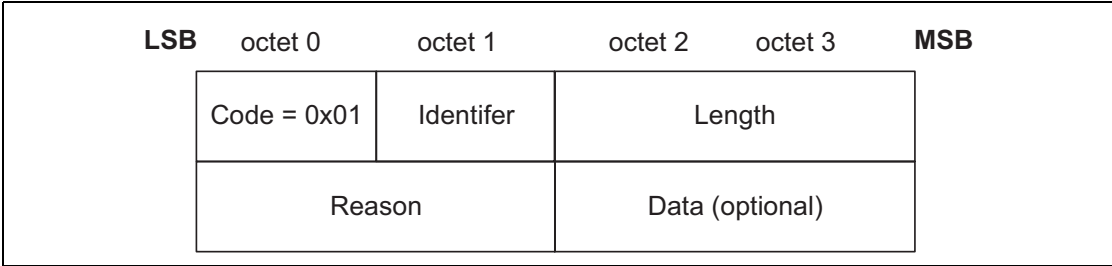 LSB octet 0 octet 1 octet 2 octet 3 MSB
Code = 0x01 Identifer Length
Reason Data (optional)